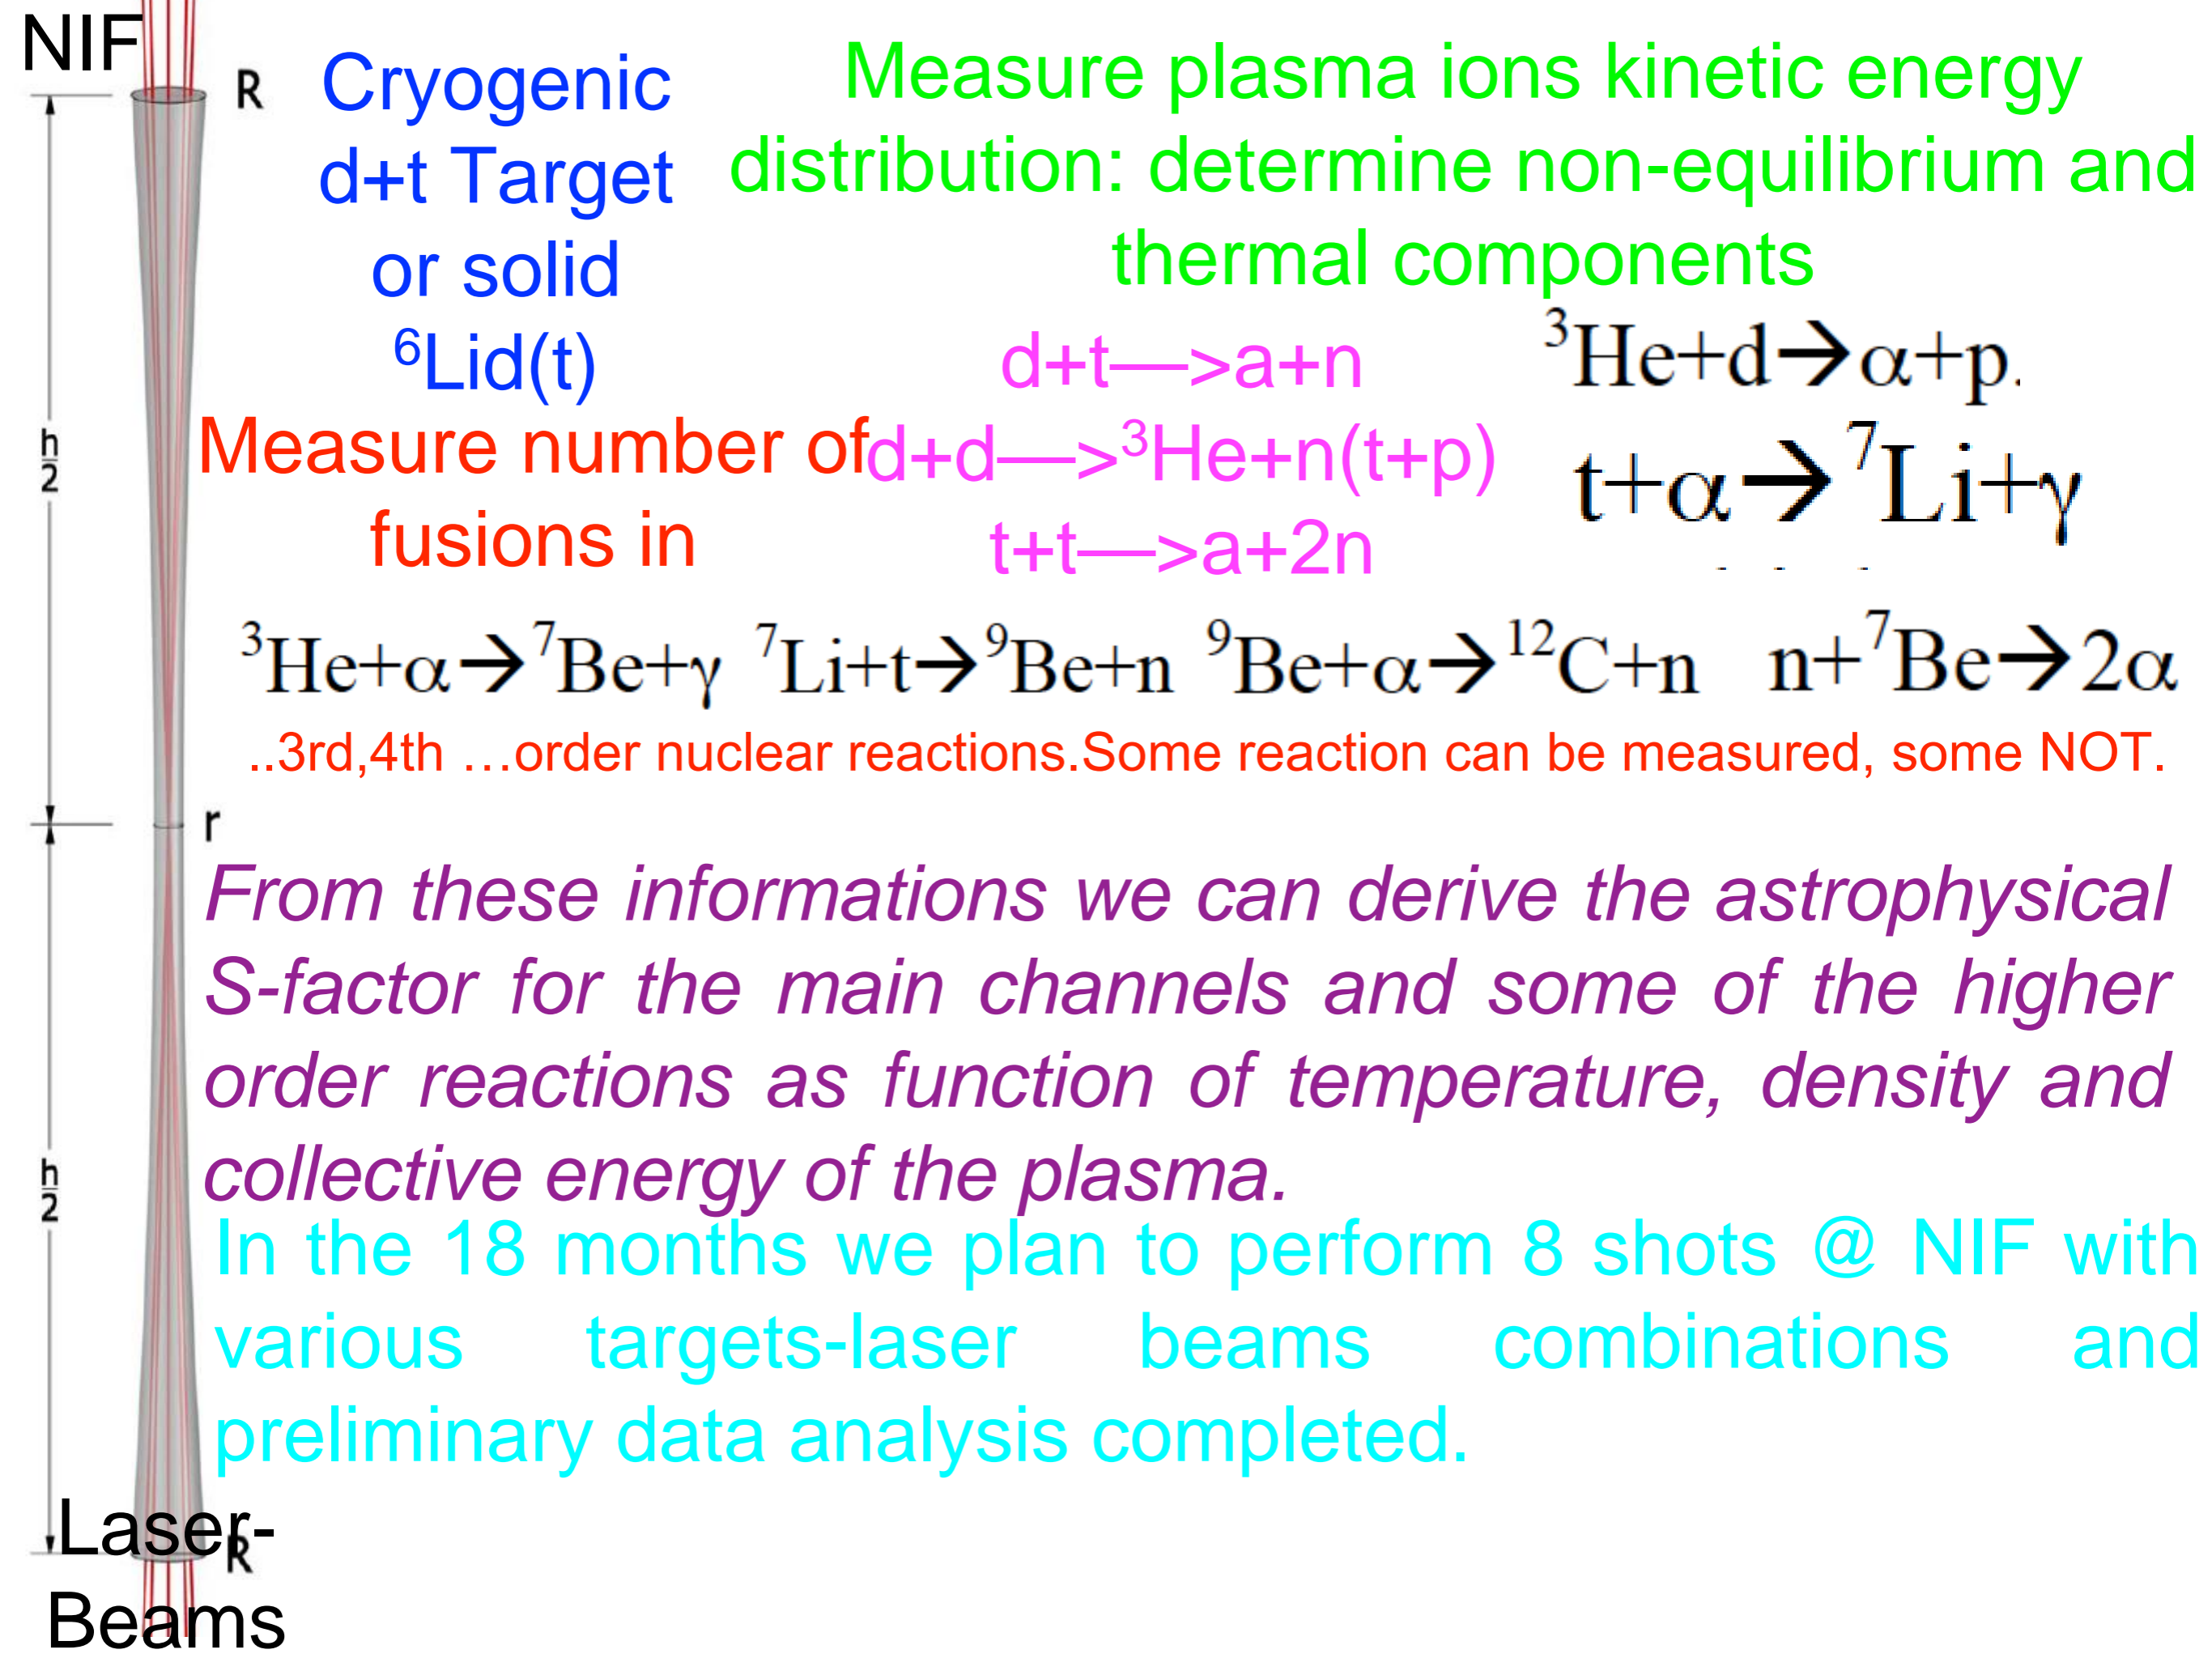 NIF
R
Cryogenic
d+t Target
or solid
⁶Lid(t)
Measure plasma ions kinetic energy
distribution: determine non-equilibrium and
thermal components
Measure number of
fusions in
d+t—>a+n
d+d—>³He+n(t+p)
t+t—>a+2n
³He+d→α+p.
t+α→⁷Li+γ
³He+α→⁷Be+γ ⁷Li+t→⁹Be+n ⁹Be+α→¹²C+n n+⁷Be→2α
..3rd,4th …order nuclear reactions.Some reaction can be measured, some NOT.
h
2
r
From these informations we can derive the astrophysical
S-factor for the main channels and some of the higher
order reactions as function of temperature, density and
collective energy of the plasma.
h
2
In the 18 months we plan to perform 8 shots @ NIF with
various targets-laser beams combinations and
preliminary data analysis completed.
Laser-
R
Beams